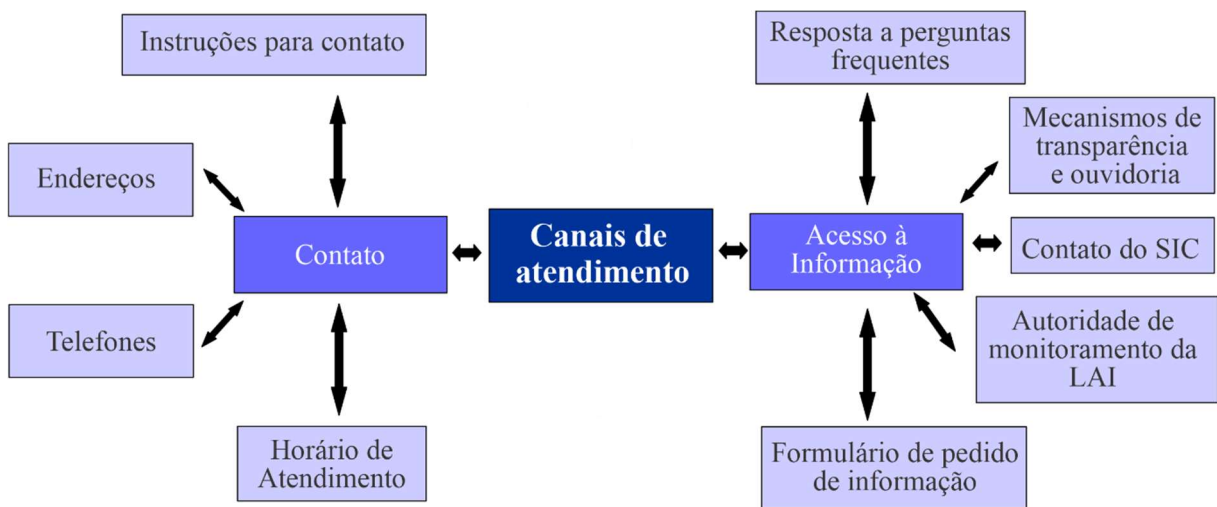 Instruções para contato
Resposta a perguntas
frequentes
Endereços
Mecanismos de
transparência
e ouvidoria
Contato
Canais de
atendimento
Acesso à
Informação
Contato do SIC
Telefones
Autoridade de
monitoramento da
LAI
Horário de
Atendimento
Formulário de pedido
de informação